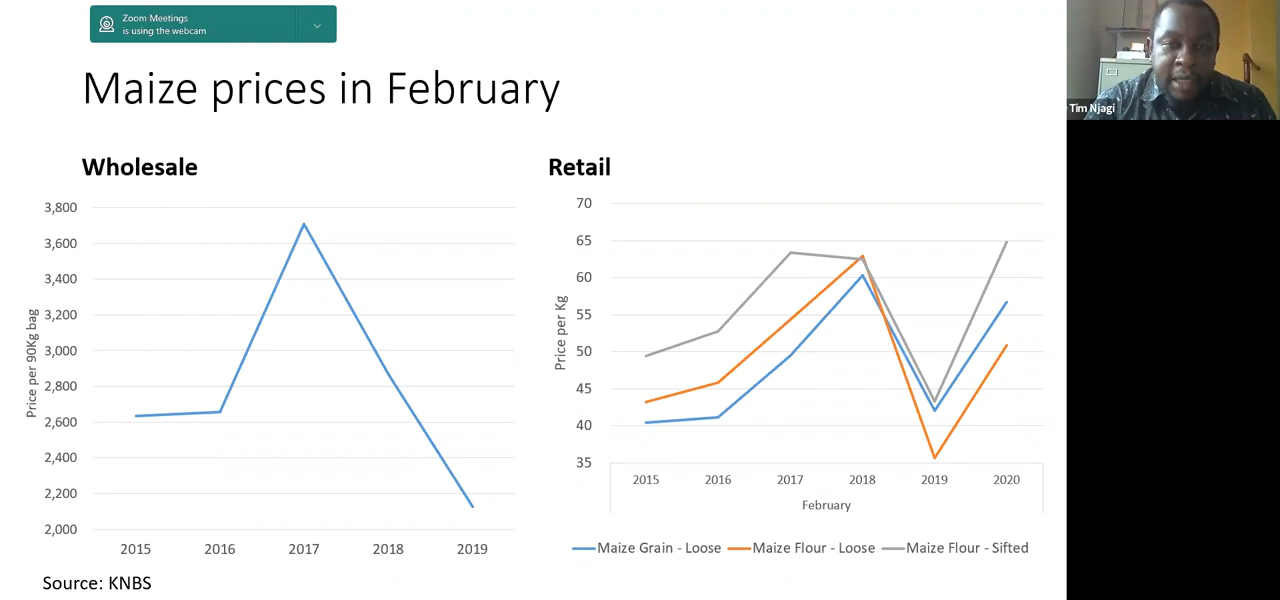 Zoom Meetings
is using the webcam
Maize prices in February
Tim Njagi
Wholesale
Price per 90Kg bag
3,800
3,600
3,400
3,200
3,000
2,800
2,600
2,400
2,200
2,000
2015 2016 2017 2018 2019
Source: KNBS
Retail
Price per Kg
70
65
60
55
50
45
40
35
2015 2016 2017 2018 2019 2020
February
Maize Grain - Loose Maize Flour - Loose Maize Flour - Sifted